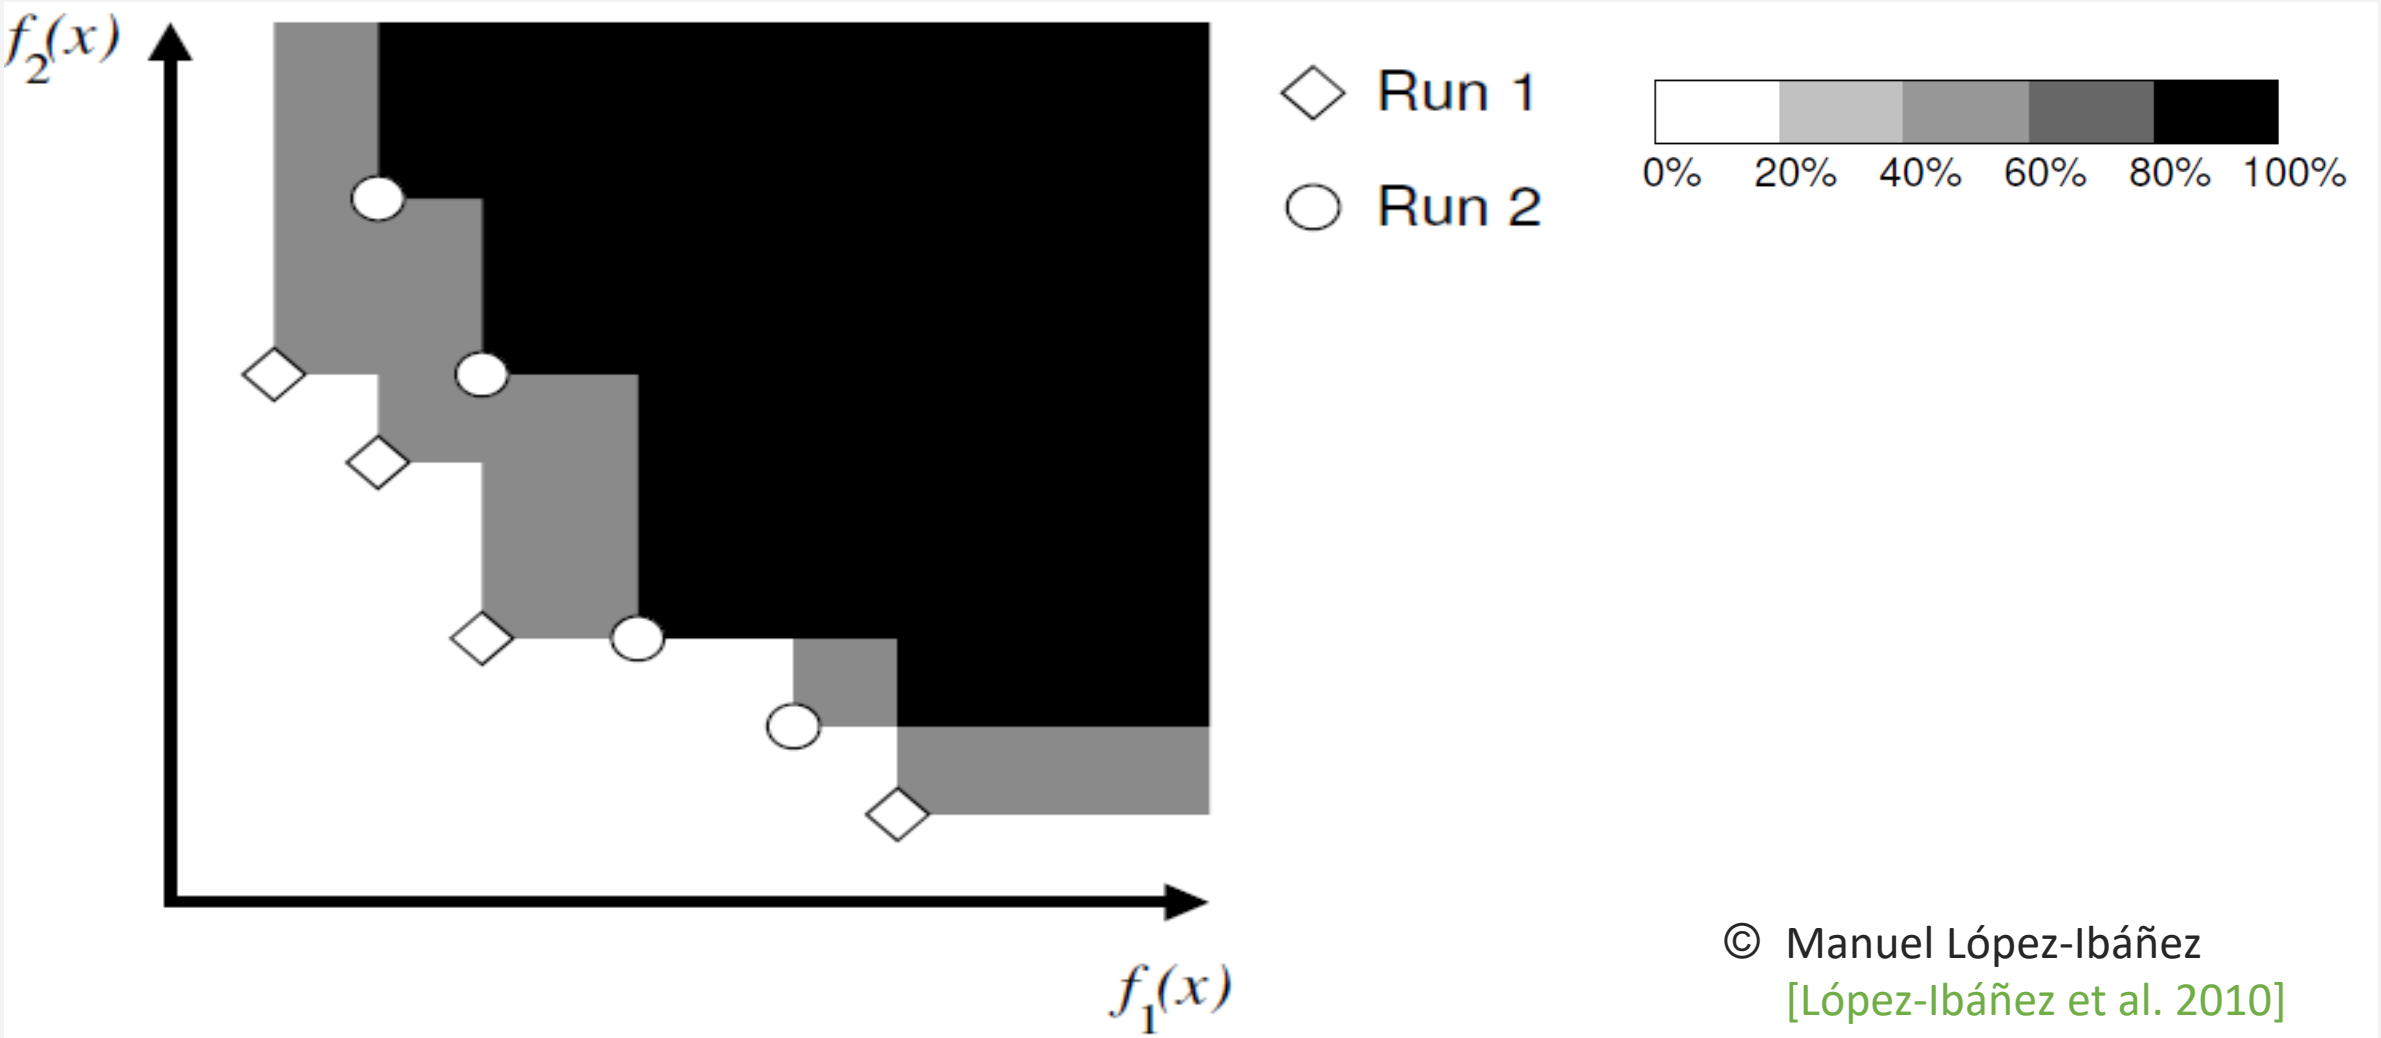 f2(x)
Run 1
Run 2
0% 20% 40% 60% 80% 100%
f1(x)
© Manuel López-Ibáñez
[López-Ibáñez et al. 2010]